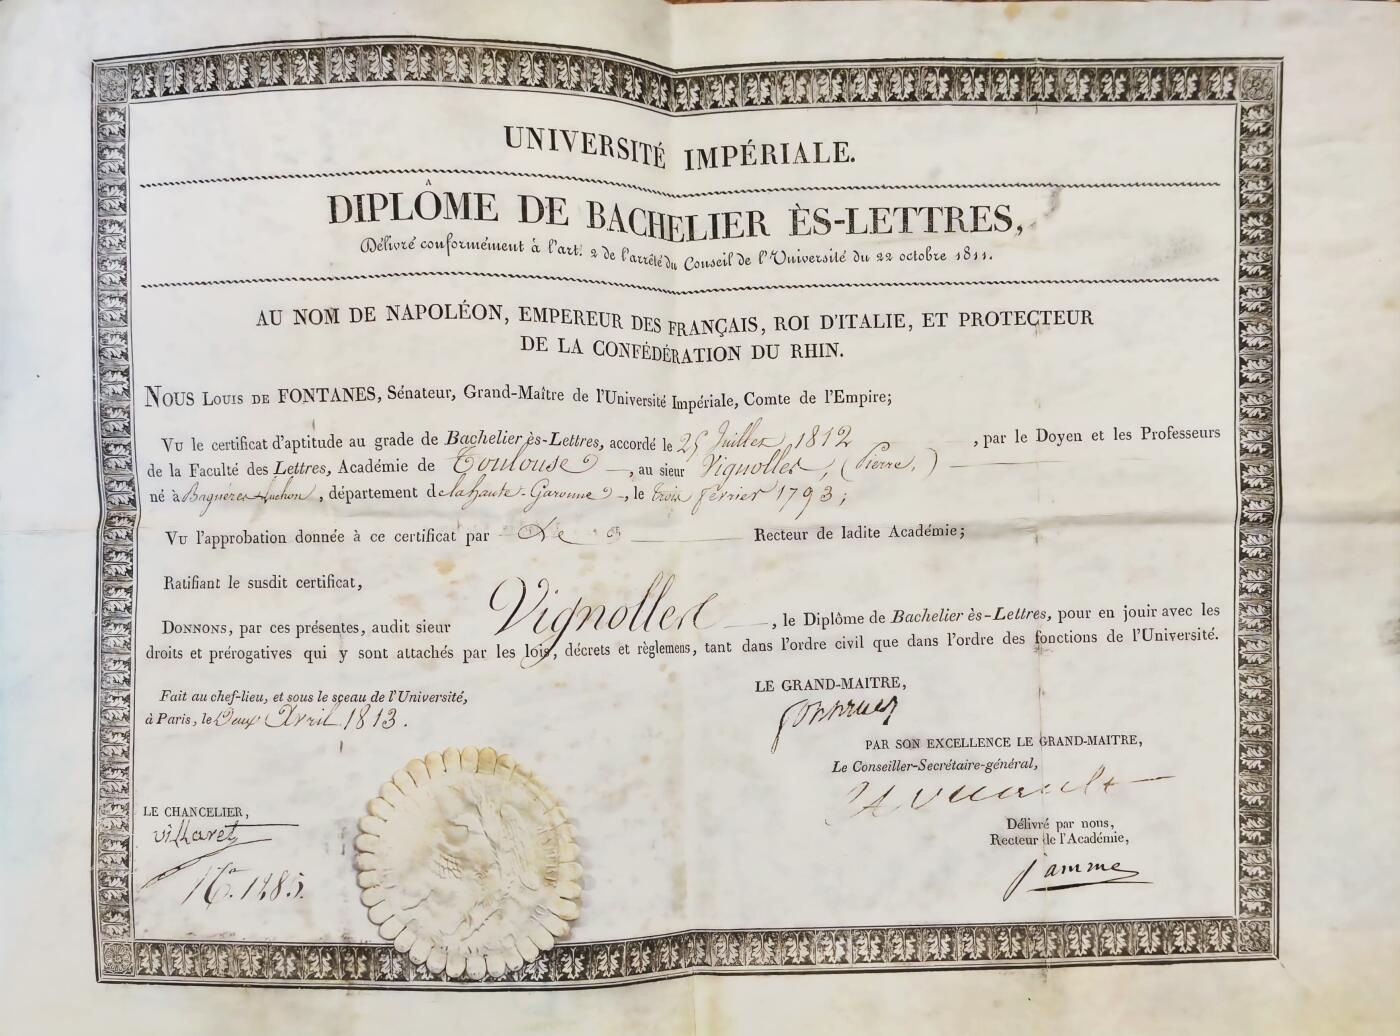 UNIVERSITÉ IMPÉRIALE.
DIPLÔME DE BACHELIER ÈS-LETTRES,
Délivré conformément à l'art. 2 de l'arrêté du Conseil de l'Université du 22 octobre 1811.
AU NOM DE NAPOLÉON, EMPEREUR DES FRANÇAIS, ROI D'ITALIE, ET PROTECTEUR
DE LA CONFÉDÉRATION DU RHIN.
NOUS LOUIS DE FONTANES, Sénateur, Grand-Maître de l'Université Impériale, Comte de l'Empire;
VU le certificat d'aptitude au grade de Bachelier ès-Lettres, accordé le 25 Juillet 1812, par le Doyen et les Professeurs
de la Faculté des Lettres, Académie de Toulouse, au sieur Vignolles, (Pierre,)
né à Bagnères Luchon, département de la haute-Garonne, le trois février 1793;
VU l'approbation donnée à ce certificat par Le Recteur de ladite Académie;
Ratifiant le susdit certificat,
DONNONS, par ces présentes, audit sieur Vignolles, le Diplôme de Bachelier ès-Lettres, pour en jouir avec les
droits et prérogatives qui y sont attachés par les lois, décrets et règlemens, tant dans l'ordre civil que dans l'ordre des fonctions de l'Université.
Fait au chef-lieu, et sous le sceau de l'Université,
à Paris, le Deux Avril 1813.
LE GRAND-MAITRE,
Fontanes
PAR SON EXCELLENCE LE GRAND-MAITRE,
Le Conseiller-Secrétaire-général,
LE CHANCELIER,
Villaret
No. 1285.
Délivré par nous,
Recteur de l'Académie,
jamme